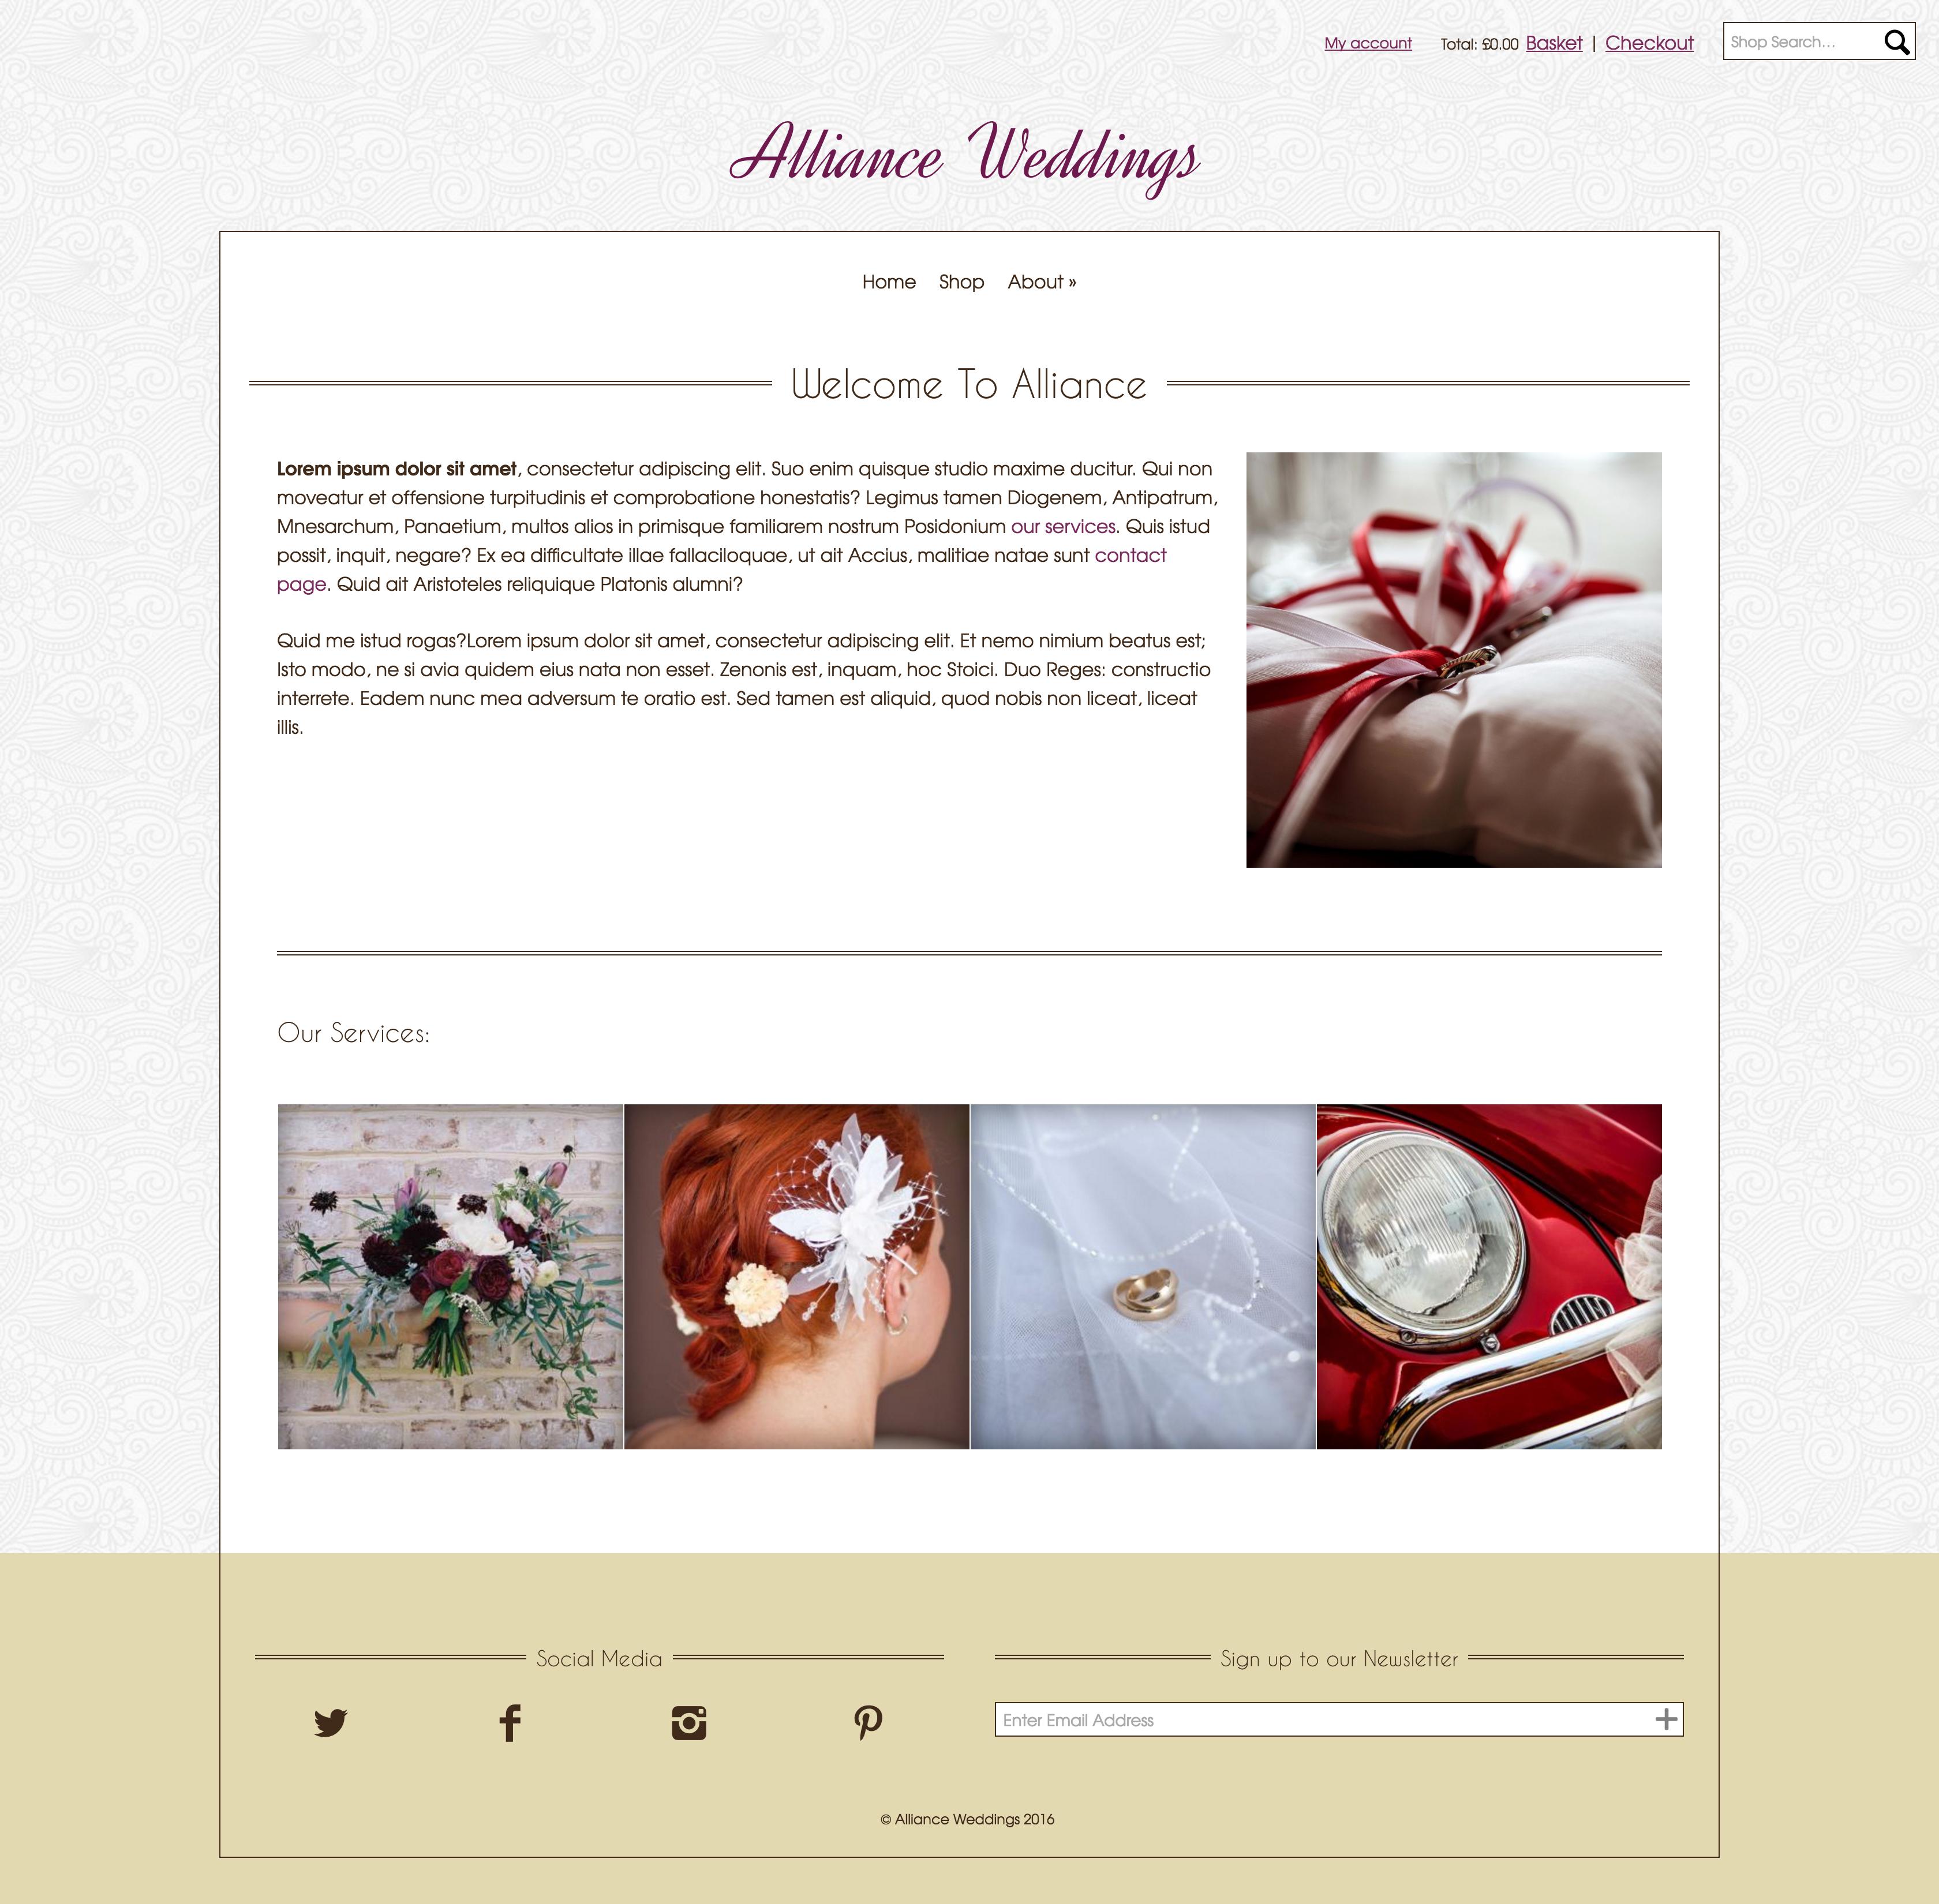 My account Total: £0.00 Basket | Checkout Shop Search...
Alliance Weddings
Home Shop About »
Welcome To Alliance
Lorem ipsum dolor sit amet, consectetur adipiscing elit. Suo enim quisque studio maxime ducitur. Qui non
moveatur et offensione turpitudinis et comprobatione honestatis? Legimus tamen Diogenem, Antipatrum,
Mnesarchum, Panaetium, multos alios in primisque familiarem nostrum Posidonium our services. Quis istud
possit, inquit, negare? Ex ea difficultate illae fallaciloquae, ut ait Accius, malitiae natae sunt contact
page. Quid ait Aristoteles reliquique Platonis alumni?
Quid me istud rogas?Lorem ipsum dolor sit amet, consectetur adipiscing elit. Et nemo nimium beatus est;
Isto modo, ne si avia quidem eius nata non esset. Zenonis est, inquam, hoc Stoici. Duo Reges: constructio
interrete. Eadem nunc mea adversum te oratio est. Sed tamen est aliquid, quod nobis non liceat, liceat
illis.
Our Services:
Social Media
Sign up to our Newsletter
Enter Email Address
© Alliance Weddings 2016